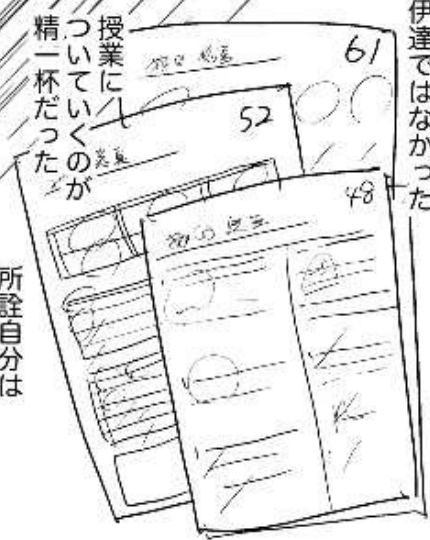 伊達ではなかった
授業に
ついていくのが
精一杯だった
所詮自分は
61
52
48